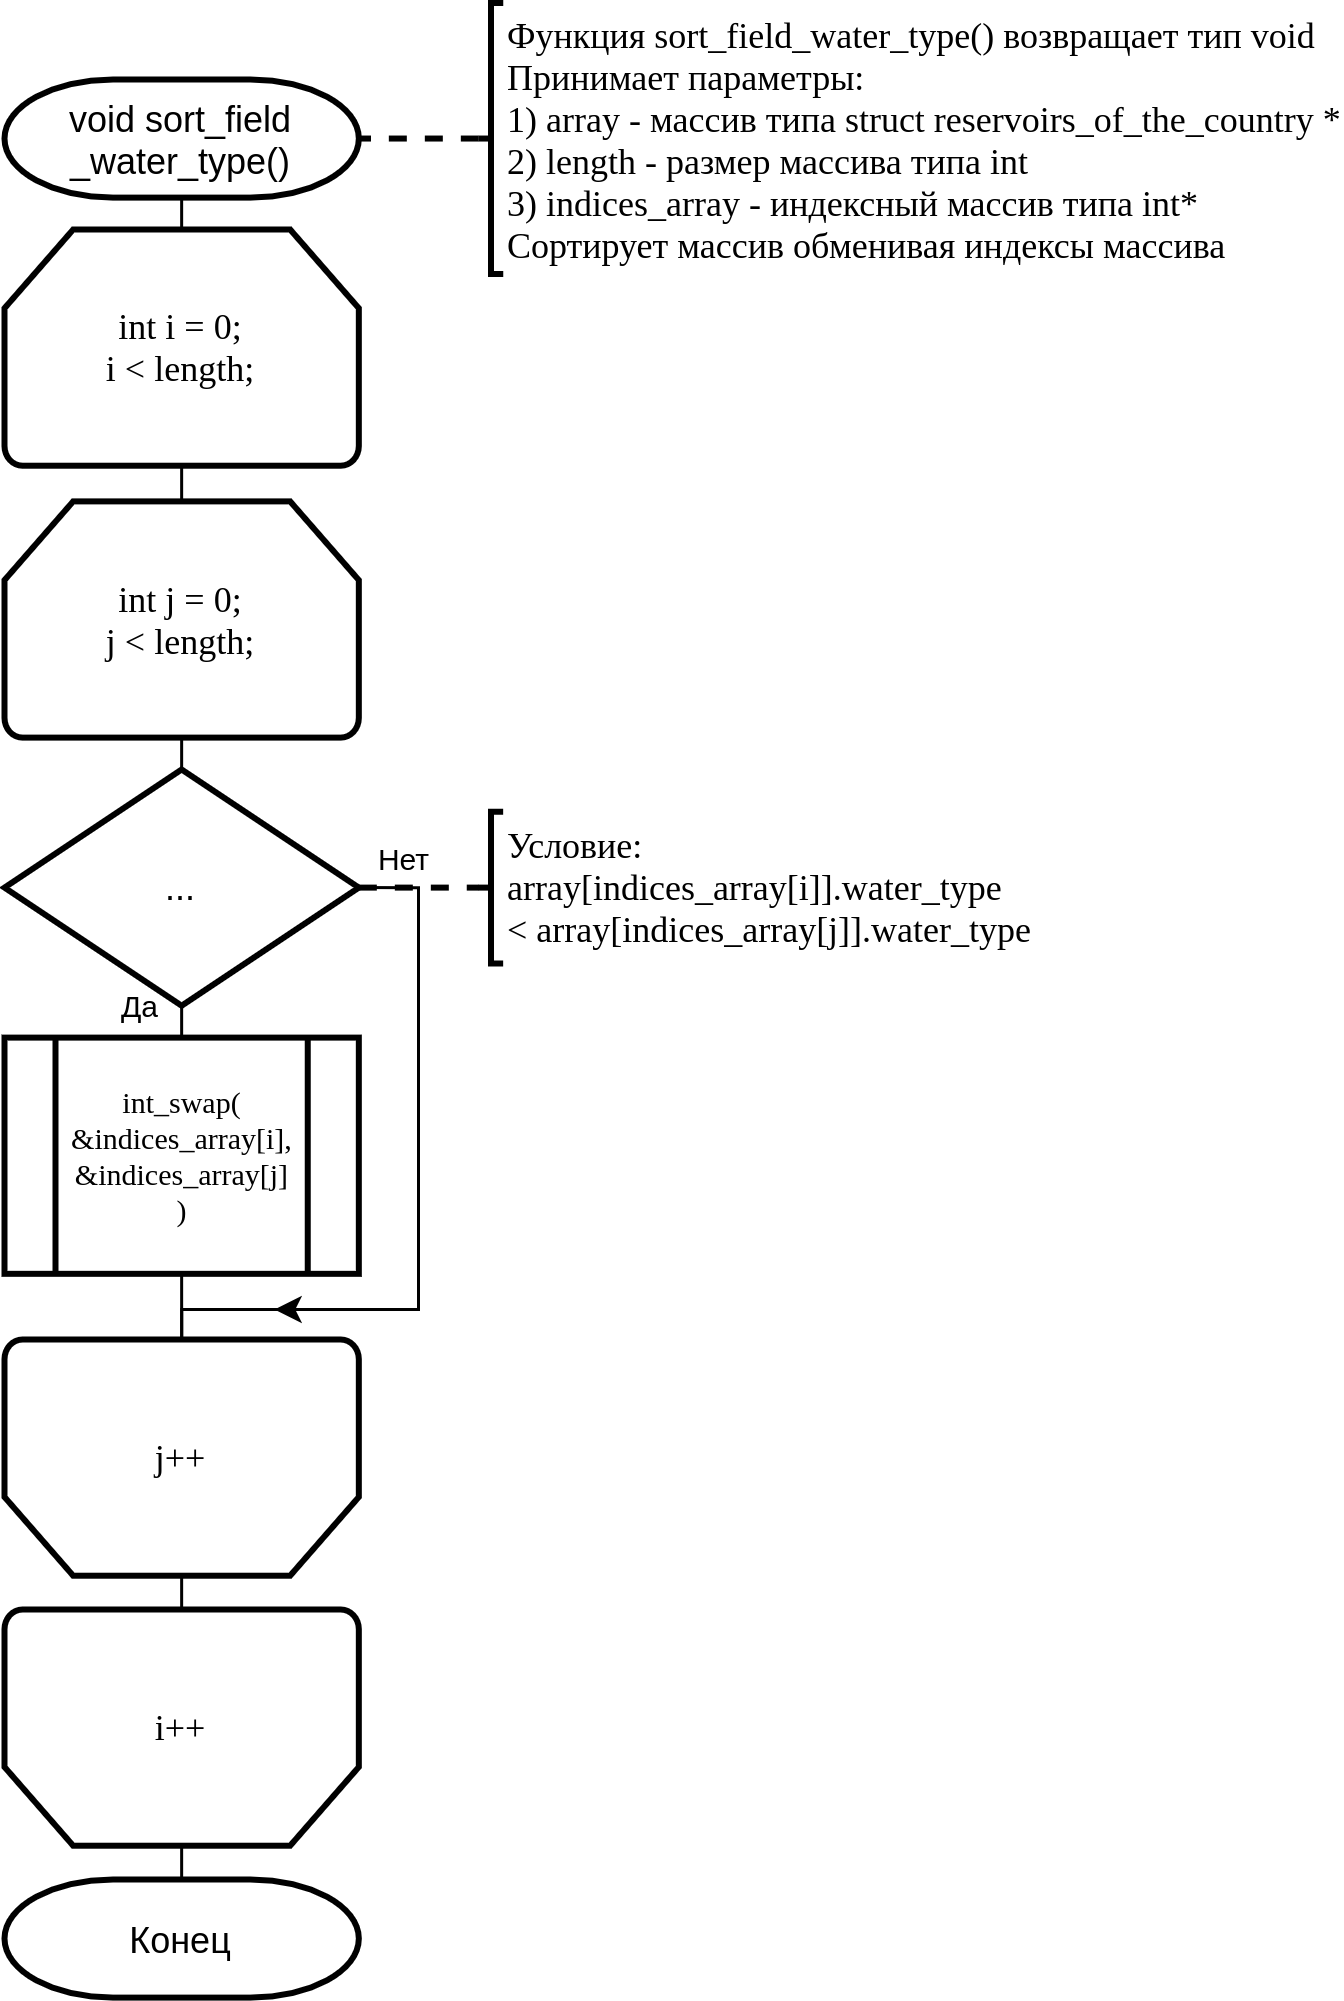 Функция sort_field_water_type() возвращает тип void
Принимает параметры:
1) array - массив типа struct reservoirs_of_the_country *
2) length - размер массива типа int
3) indices_array - индексный массив типа int*
Сортирует массив обменивая индексы массива
void sort_field
_water_type()
int i = 0;
i < length;
int j = 0;
j < length;
...
Нет
Условие:
array[indices_array[i]].water_type
< array[indices_array[j]].water_type
Да
int_swap(
&indices_array[i],
&indices_array[j]
)
j++
i++
Конец